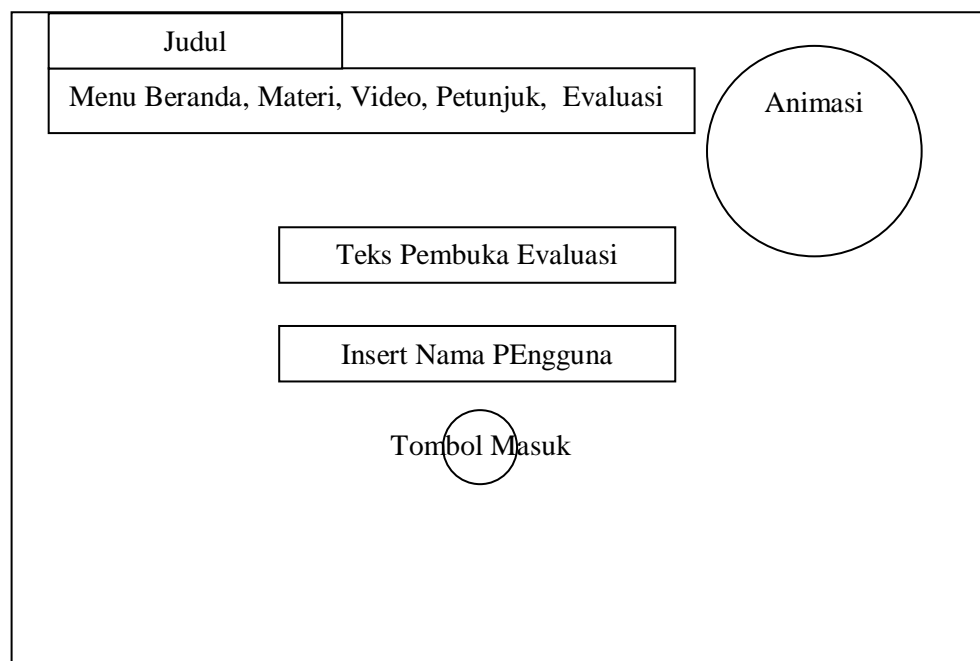 Judul
Menu Beranda, Materi, Video, Petunjuk, Evaluasi
Animasi
Teks Pembuka Evaluasi
Insert Nama PEngguna
Tombol Masuk